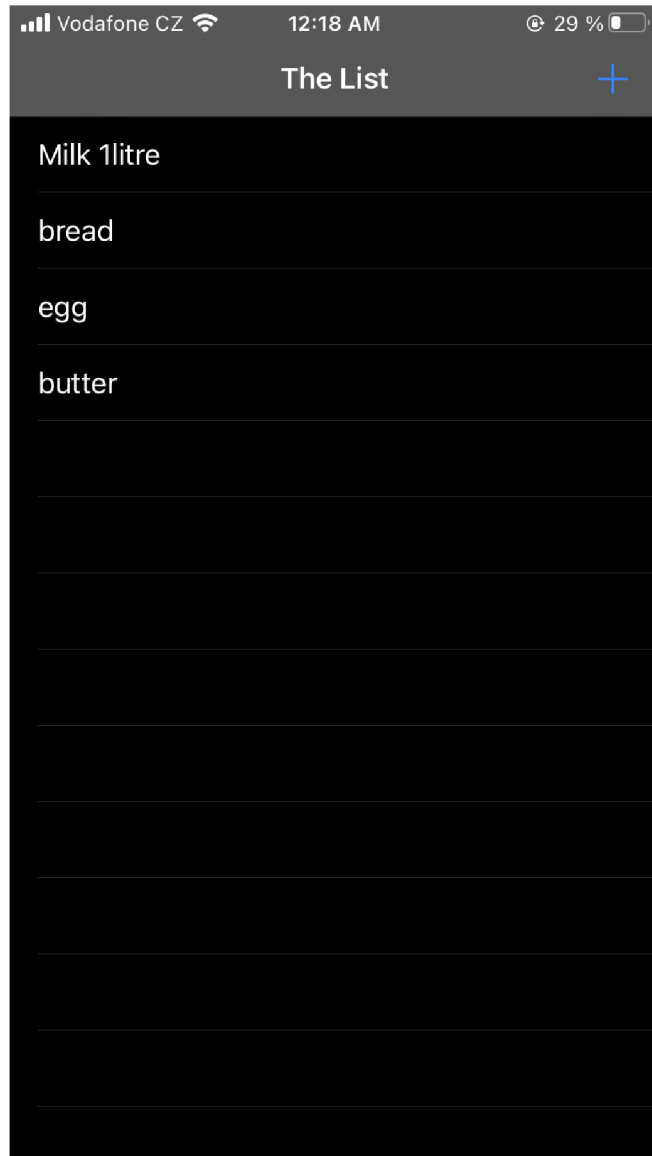 Vodafone CZ 12:18 AM 29 %
The List
Milk 1litre
bread
egg
butter